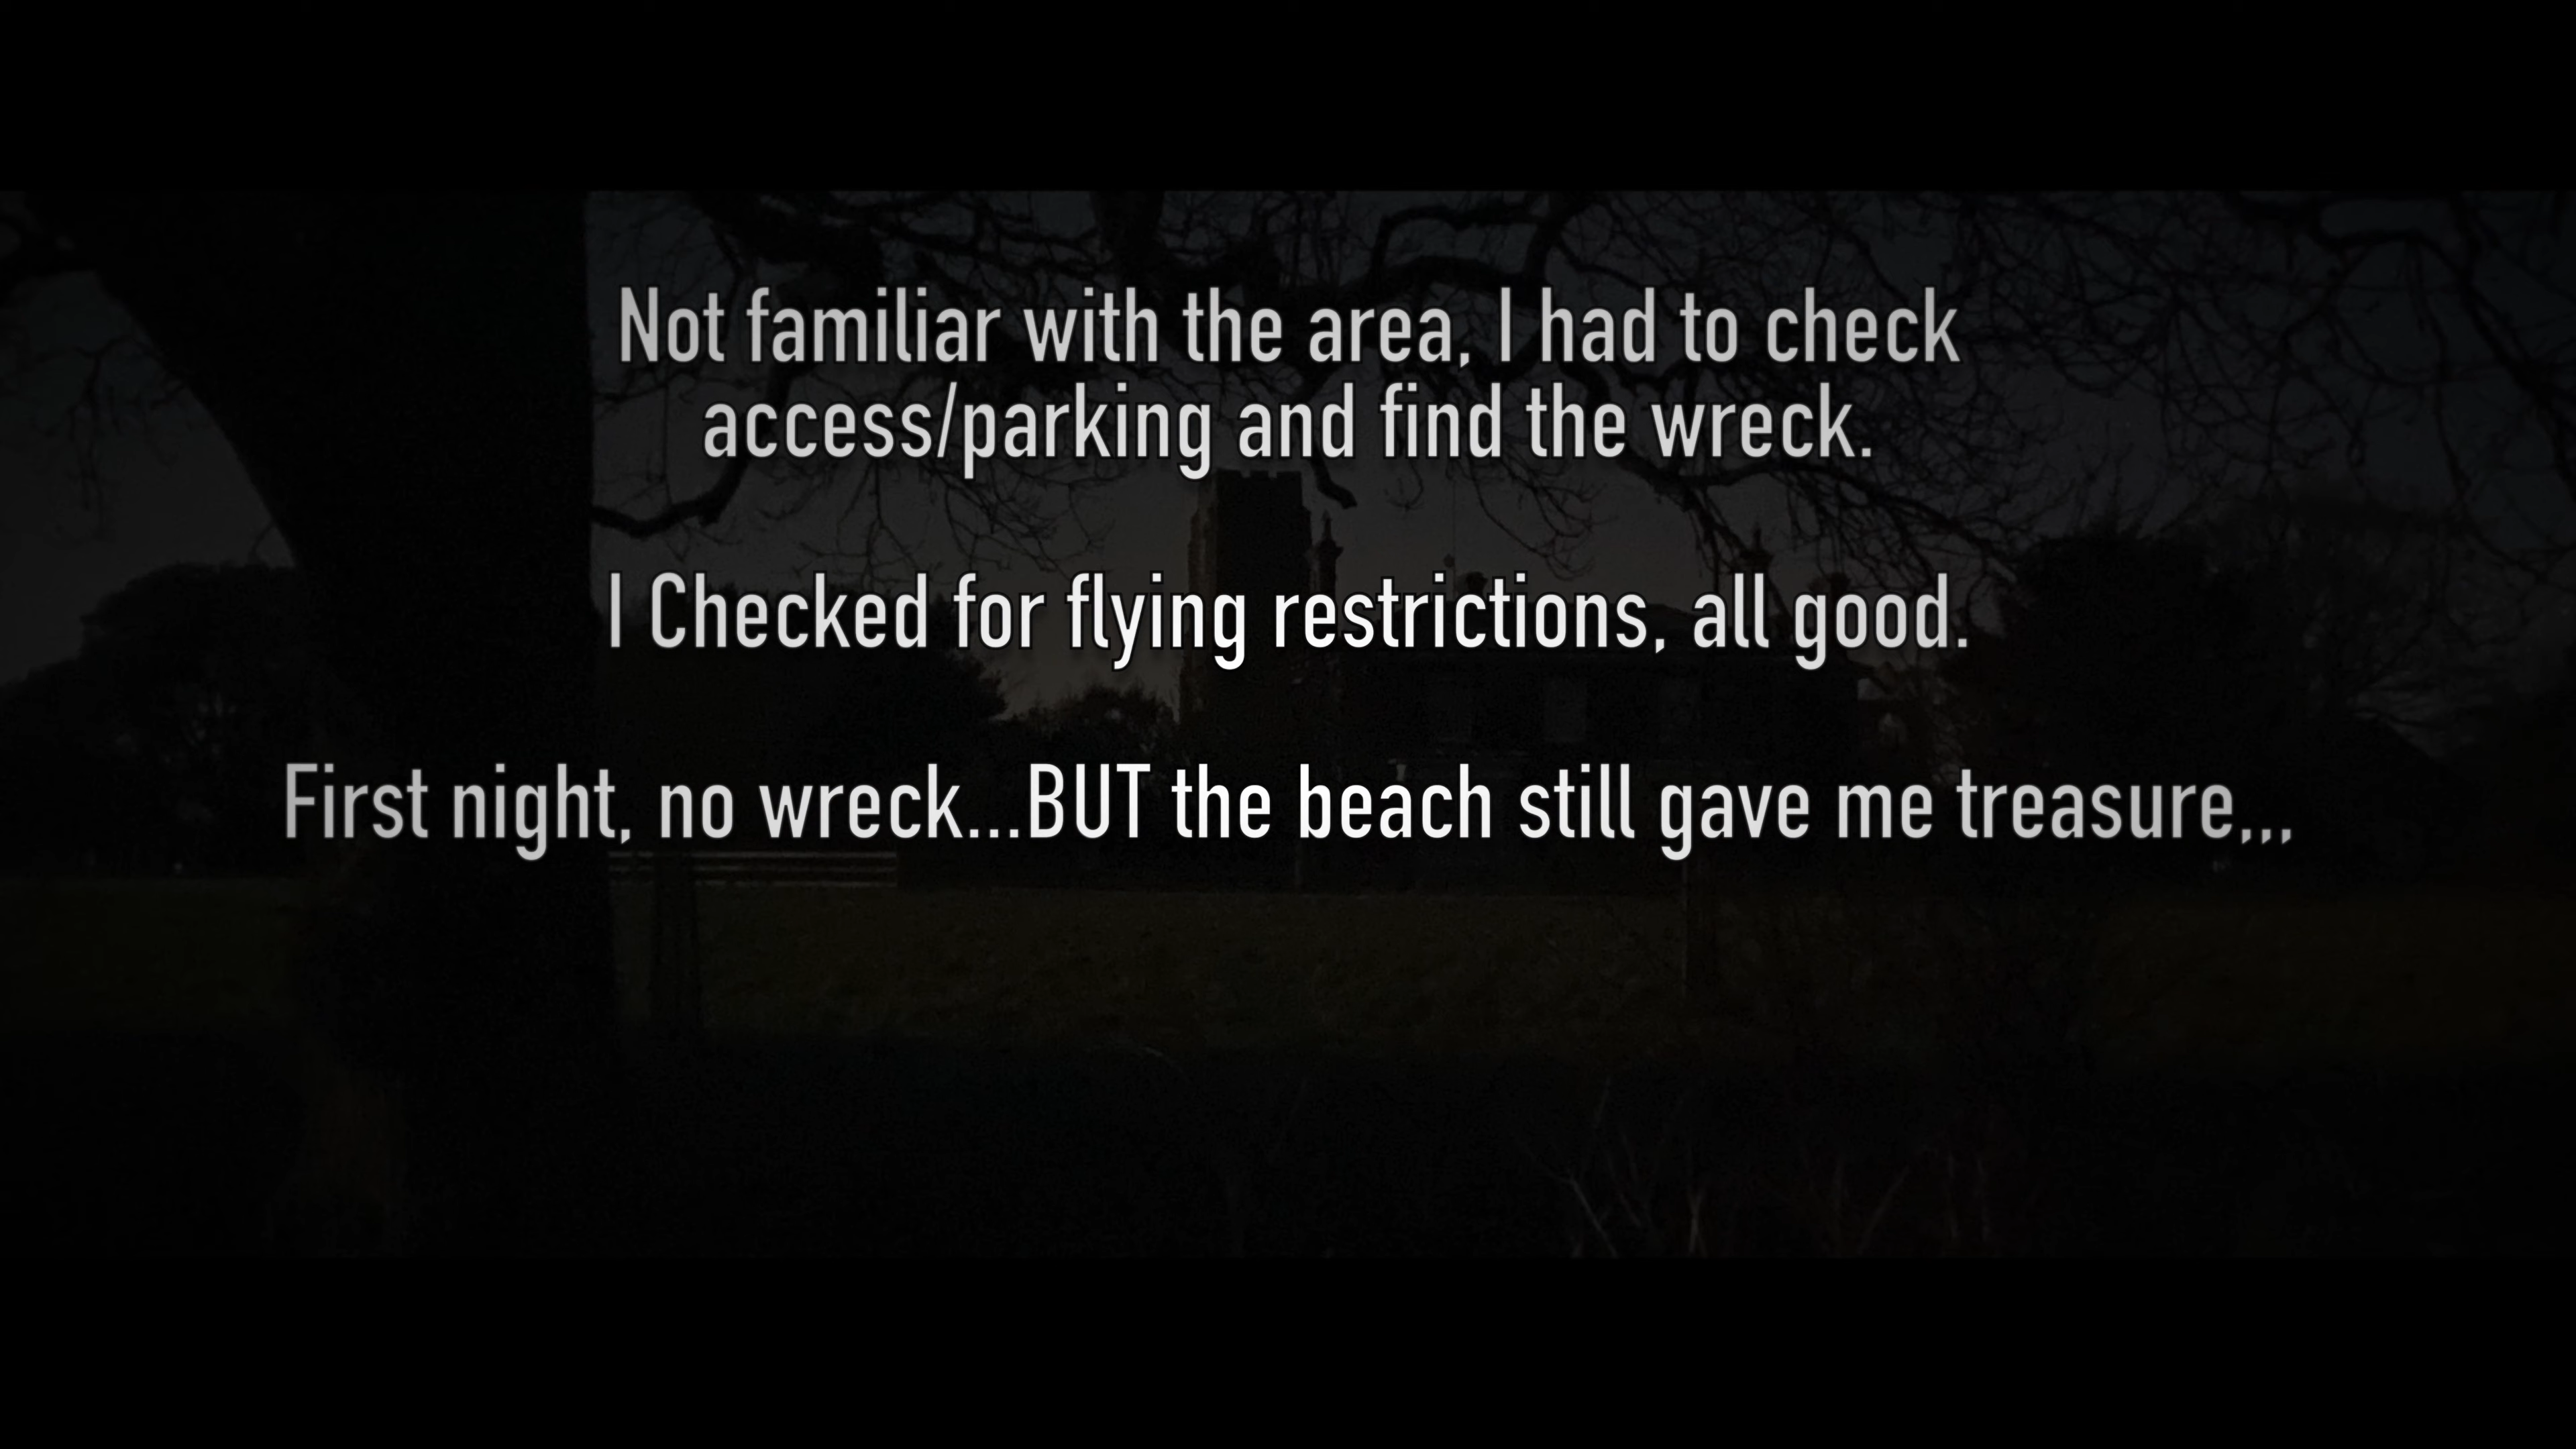 Not familiar with the area, I had to check
access/parking and find the wreck.
I Checked for flying restrictions, all good.
First night, no wreck...BUT the beach still gave me treasure,,,